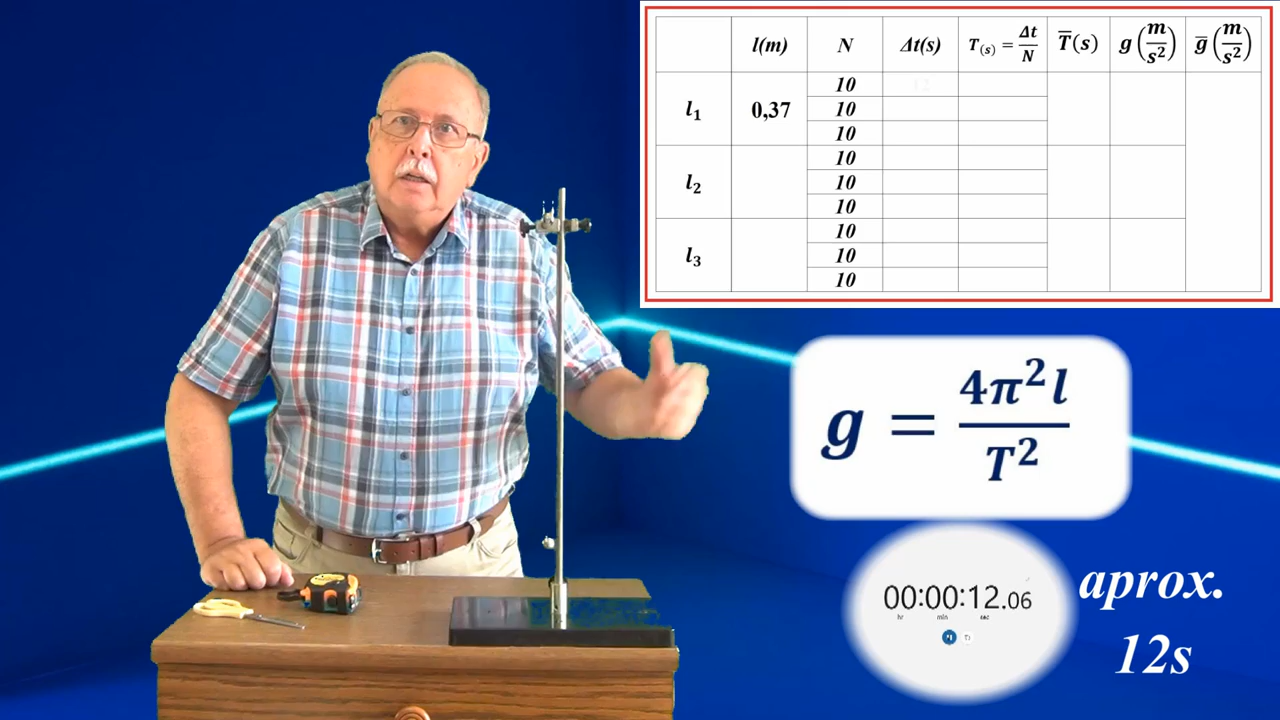 l(m) N Δt(s) T(s) = Δt/N T̅(s) g(m/s²) g̅(m/s²)
10 12
l₁ 0,37 10
10
10
l₂ 10
10
10
l₃ 10
10
g = 4π²l/T²
00:00:12.06
hr min sec
aprox.
12s